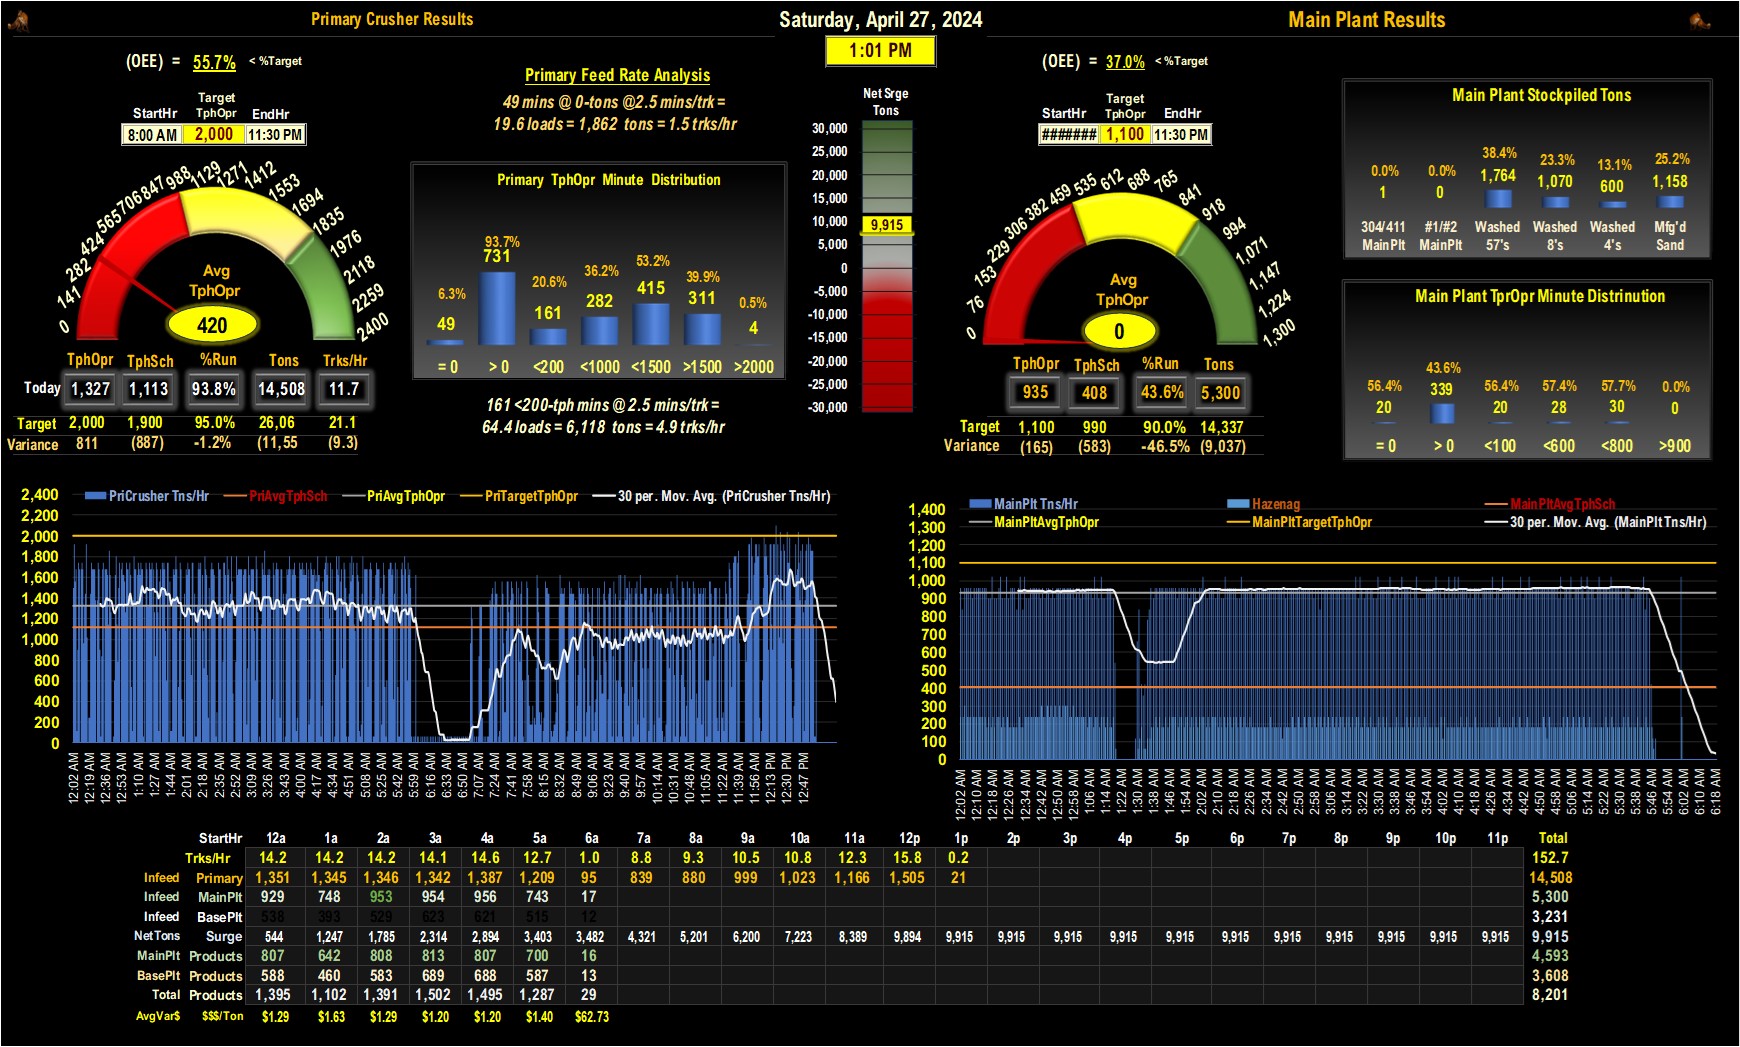 Primary Crusher Results
Saturday, April 27, 2024
Main Plant Results
1:01 PM
(OEE) = 55.7% < %Target
StartHr Target TphOpr EndHr
8:00 AM 2,000 11:30 PM
0 141 282 424 565 706 847 988 1129 1271 1412 1553 1694 1835 1976 2118 2259 2400
Avg
TphOpr
420
TphOpr TphSch %Run Tons Trks/Hr
Today 1,327 1,113 93.8% 14,508 11.7
Target 2,000 1,900 95.0% 26,06 21.1
Variance 811 (887) -1.2% (11,55 (9.3)
Primary Feed Rate Analysis
49 mins @ 0-tons @2.5 mins/trk =
19.6 loads = 1,862 tons = 1.5 trks/hr
Primary TphOpr Minute Distribution
6.3% 93.7% 20.6% 36.2% 53.2% 39.9% 0.5%
49 731 161 282 415 311 4
= 0 > 0 <200 <1000 <1500 >1500 >2000
161 <200-tph mins @ 2.5 mins/trk =
64.4 loads = 6,118 tons = 4.9 trks/hr
Net Srge
Tons
30,000
25,000
20,000
15,000
10,000
9,915
5,000
0
-5,000
-10,000
-15,000
-20,000
-25,000
-30,000
(OEE) = 37.0% < %Target
StartHr Target TphOpr EndHr
####### 1,100 11:30 PM
0 76 153 229 306 382 459 535 612 688 765 841 918 994 1,071 1,147 1,224 1,300
Avg
TphOpr
0
TphOpr TphSch %Run Tons
935 408 43.6% 5,300
Target 1,100 990 90.0% 14,337
Variance (165) (583) -46.5% (9,037)
Main Plant Stockpiled Tons
0.0% 0.0% 38.4% 23.3% 13.1% 25.2%
1 0 1,764 1,070 600 1,158
304/411 #1/#2 Washed Washed Washed Mfg'd
MainPlt MainPlt 57's 8's 4's Sand
Main Plant TprOpr Minute Distrinution
56.4% 43.6% 56.4% 57.4% 57.7% 0.0%
20 339 20 28 30 0
= 0 > 0 <100 <600 <800 >900
PriCrusher Tns/Hr PriAvgTphSch PriAvgTphOpr PriTargetTphOpr 30 per. Mov. Avg. (PriCrusher Tns/Hr)
2,400
2,200
2,000
1,800
1,600
1,400
1,200
1,000
800
600
400
200
0
12:02 AM 12:19 AM 12:36 AM 12:53 AM 1:10 AM 1:27 AM 1:44 AM 2:01 AM 2:18 AM 2:35 AM 2:52 AM 3:09 AM 3:26 AM 3:43 AM 4:00 AM 4:17 AM 4:34 AM 4:51 AM 5:08 AM 5:25 AM 5:42 AM 5:59 AM 6:16 AM 6:33 AM 6:50 AM 7:07 AM 7:24 AM 7:41 AM 7:58 AM 8:15 AM 8:32 AM 8:49 AM 9:06 AM 9:23 AM 9:40 AM 9:57 AM 10:14 AM 10:31 AM 10:48 AM 11:05 AM 11:22 AM 11:39 AM 11:56 AM 12:13 PM 12:30 PM 12:47 PM
MainPlt Tns/Hr Hazenag MainPltAvgTphSch
MainPltAvgTphOpr MainPltTargetTphOpr 30 per. Mov. Avg. (MainPlt Tns/Hr)
1,400
1,300
1,200
1,100
1,000
900
800
700
600
500
400
300
200
100
0
12:02 AM 12:10 AM 12:18 AM 12:26 AM 12:34 AM 12:42 AM 12:50 AM 12:58 AM 1:06 AM 1:14 AM 1:22 AM 1:30 AM 1:38 AM 1:46 AM 1:54 AM 2:02 AM 2:10 AM 2:18 AM 2:26 AM 2:34 AM 2:42 AM 2:50 AM 2:58 AM 3:06 AM 3:14 AM 3:22 AM 3:30 AM 3:38 AM 3:46 AM 3:54 AM 4:02 AM 4:10 AM 4:18 AM 4:26 AM 4:34 AM 4:42 AM 4:50 AM 4:58 AM 5:06 AM 5:14 AM 5:22 AM 5:30 AM 5:38 AM 5:46 AM 5:54 AM 6:02 AM 6:10 AM 6:18 AM
StartHr 12a 1a 2a 3a 4a 5a 6a 7a 8a 9a 10a 11a 12p 1p 2p 3p 4p 5p 6p 7p 8p 9p 10p 11p Total
Trks/Hr 14.2 14.2 14.2 14.1 14.6 12.7 1.0 8.8 9.3 10.5 10.8 12.3 15.8 0.2 152.7
Infeed Primary 1,351 1,345 1,346 1,342 1,387 1,209 95 839 880 999 1,023 1,166 1,505 21 14,508
Infeed MainPlt 929 748 953 954 956 743 17 5,300
Infeed BasePlt 538 393 529 623 621 515 12 3,231
NetTons Surge 544 1,247 1,785 2,314 2,894 3,403 3,482 4,321 5,201 6,200 7,223 8,389 9,894 9,915 9,915 9,915 9,915 9,915 9,915 9,915 9,915 9,915 9,915 9,915 9,915
MainPlt Products 807 642 808 813 807 700 16 4,593
BasePlt Products 588 460 583 689 688 587 13 3,608
Total Products 1,395 1,102 1,391 1,502 1,495 1,287 29 8,201
AvgVar$ $$$/Ton $1.29 $1.63 $1.29 $1.20 $1.20 $1.40 $62.73